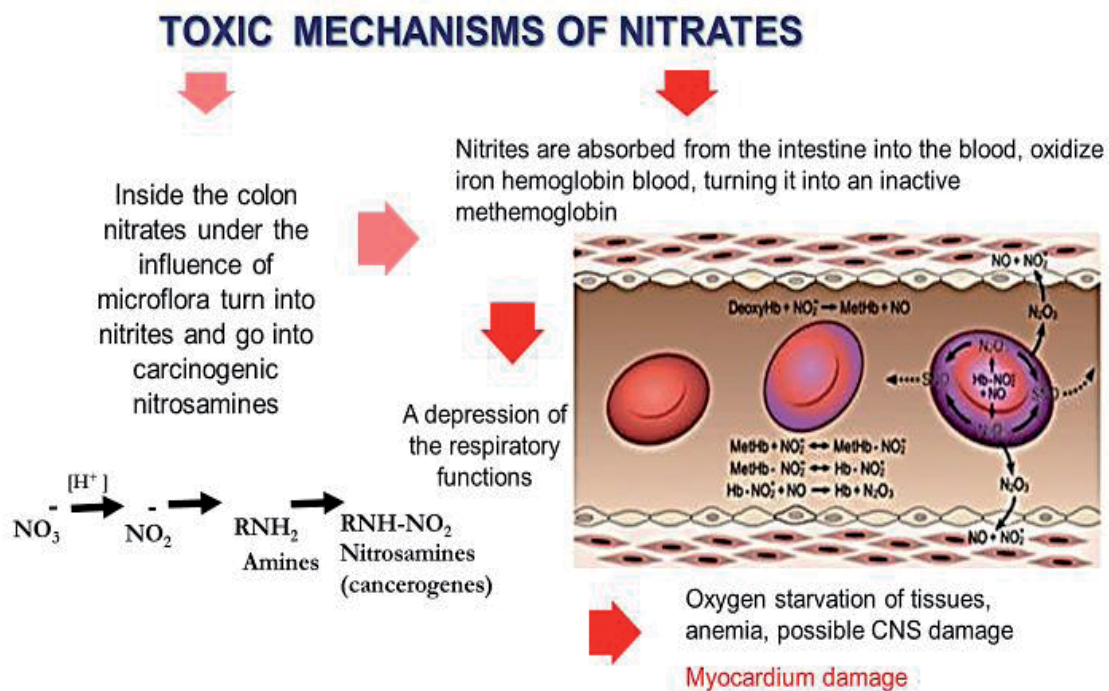 TOXIC MECHANISMS OF NITRATES
Inside the colon
nitrates under the
influence of
microflora turn into
nitrites and go into
carcinogenic
nitrosamines
Nitrites are absorbed from the intestine into the blood, oxidize
iron hemoglobin blood, turning it into an inactive
methemoglobin
A depression of
the respiratory
functions
[H⁺]
NO₃⁻
NO₂⁻
RNH₂
Amines
RNH-NO₂
Nitrosamines
(cancerogenes)
NO + NO₂⁻
N₂O₃
DeoxyHb + NO₂⁻ → MetHb + NO
Hb-NO₂⁻
+NO
MetHb + NO₂⁻ ↔ MetHb - NO₂⁻
MetHb - NO₂⁻ ↔ Hb - NO₂⁻
Hb-NO₂⁻ + NO → Hb + N₂O₃
N₂O₃
NO + NO₂⁻
Oxygen starvation of tissues,
anemia, possible CNS damage
Myocardium damage